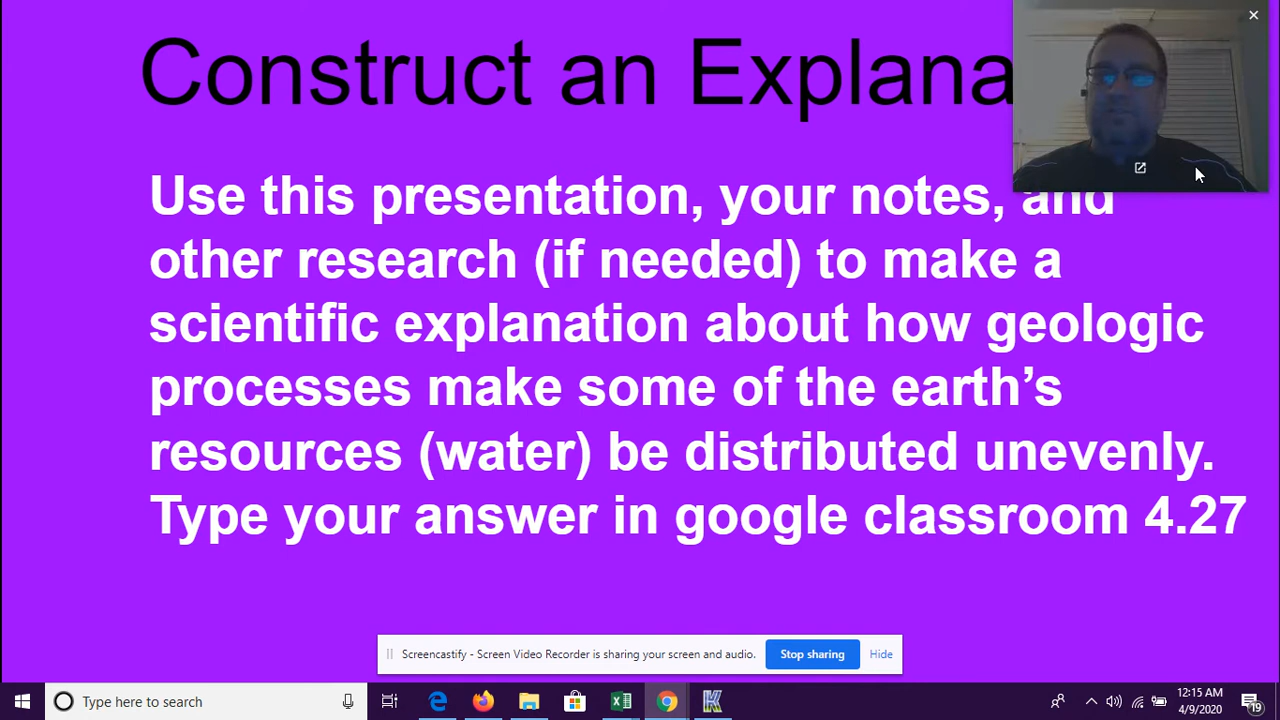 Construct an Explana
Use this presentation, your notes, and
other research (if needed) to make a
scientific explanation about how geologic
processes make some of the earth’s
resources (water) be distributed unevenly.
Type your answer in google classroom 4.27
Screencastify - Screen Video Recorder is sharing your screen and audio.
Stop sharing
Hide
Type here to search
12:15 AM
4/9/2020
19